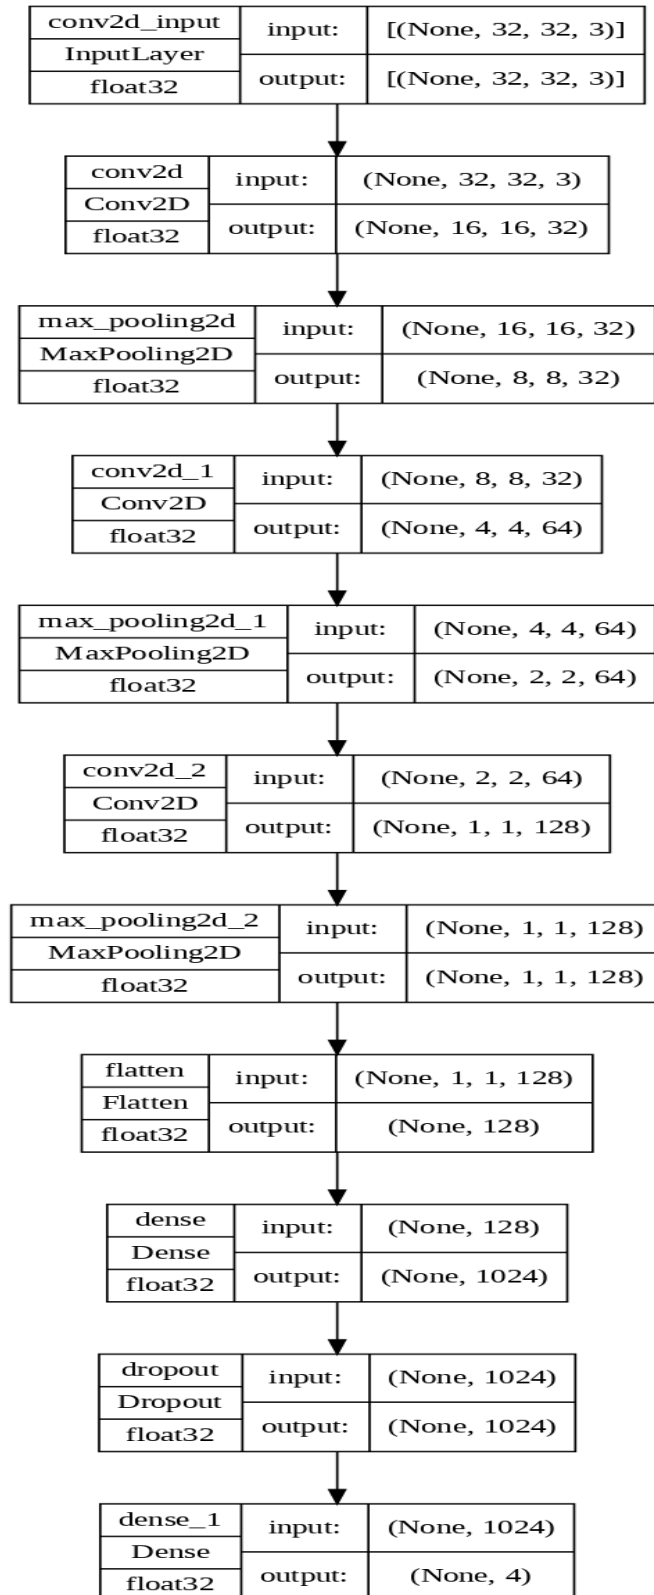 conv2d_input
InputLayer
float32
input:
[(None, 32, 32, 3)]
output:
[(None, 32, 32, 3)]
conv2d
Conv2D
float32
input:
(None, 32, 32, 3)
output:
(None, 16, 16, 32)
max_pooling2d
MaxPooling2D
float32
input:
(None, 16, 16, 32)
output:
(None, 8, 8, 32)
conv2d_1
Conv2D
float32
input:
(None, 8, 8, 32)
output:
(None, 4, 4, 64)
max_pooling2d_1
MaxPooling2D
float32
input:
(None, 4, 4, 64)
output:
(None, 2, 2, 64)
conv2d_2
Conv2D
float32
input:
(None, 2, 2, 64)
output:
(None, 1, 1, 128)
max_pooling2d_2
MaxPooling2D
float32
input:
(None, 1, 1, 128)
output:
(None, 1, 1, 128)
flatten
Flatten
float32
input:
(None, 1, 1, 128)
output:
(None, 128)
dense
Dense
float32
input:
(None, 128)
output:
(None, 1024)
dropout
Dropout
float32
input:
(None, 1024)
output:
(None, 1024)
dense_1
Dense
float32
input:
(None, 1024)
output:
(None, 4)